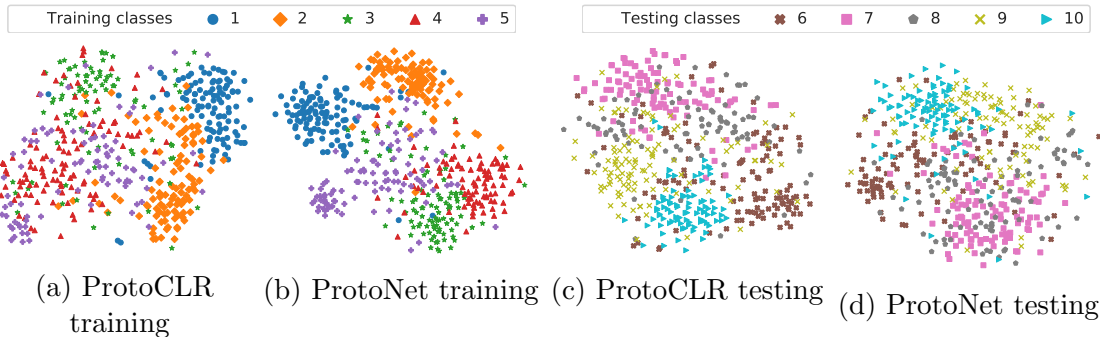 Training classes 1 2 3 4 5
Testing classes 6 7 8 9 10
(a) ProtoCLR
training
(b) ProtoNet training
(c) ProtoCLR testing
(d) ProtoNet testing